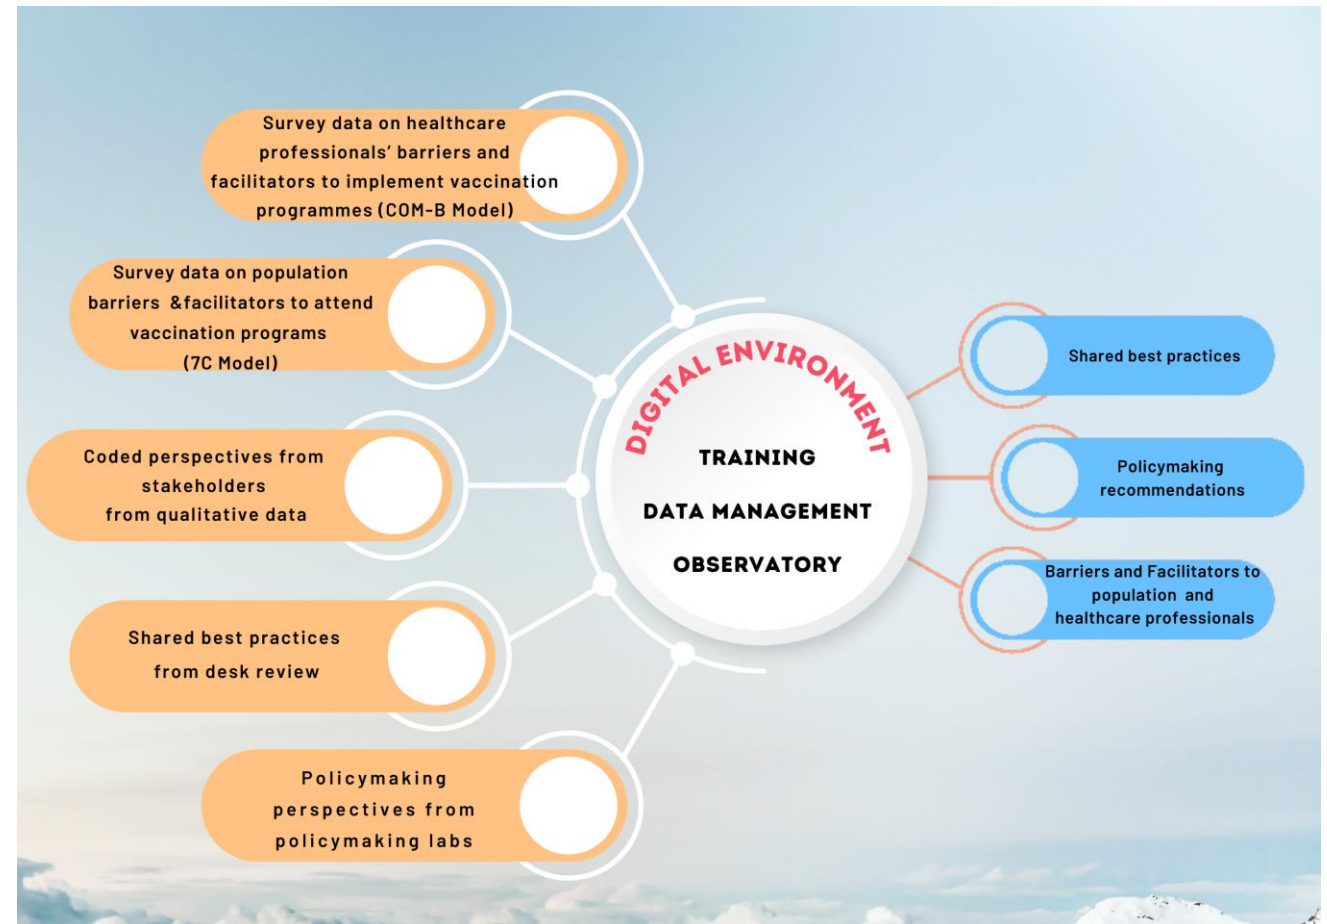 Survey data on healthcare
professionals’ barriers and
facilitators to implement vaccination
programmes (COM-B Model)
Survey data on population
barriers &facilitators to attend
vaccination programs
(7C Model)
Coded perspectives from
stakeholders
from qualitative data
Shared best practices
from desk review
Policymaking
perspectives from
policymaking labs
DIGITAL ENVIRONMENT
TRAINING
DATA MANAGEMENT
OBSERVATORY
Shared best practices
Policymaking
recommendations
Barriers and Facilitators to
population and
healthcare professionals